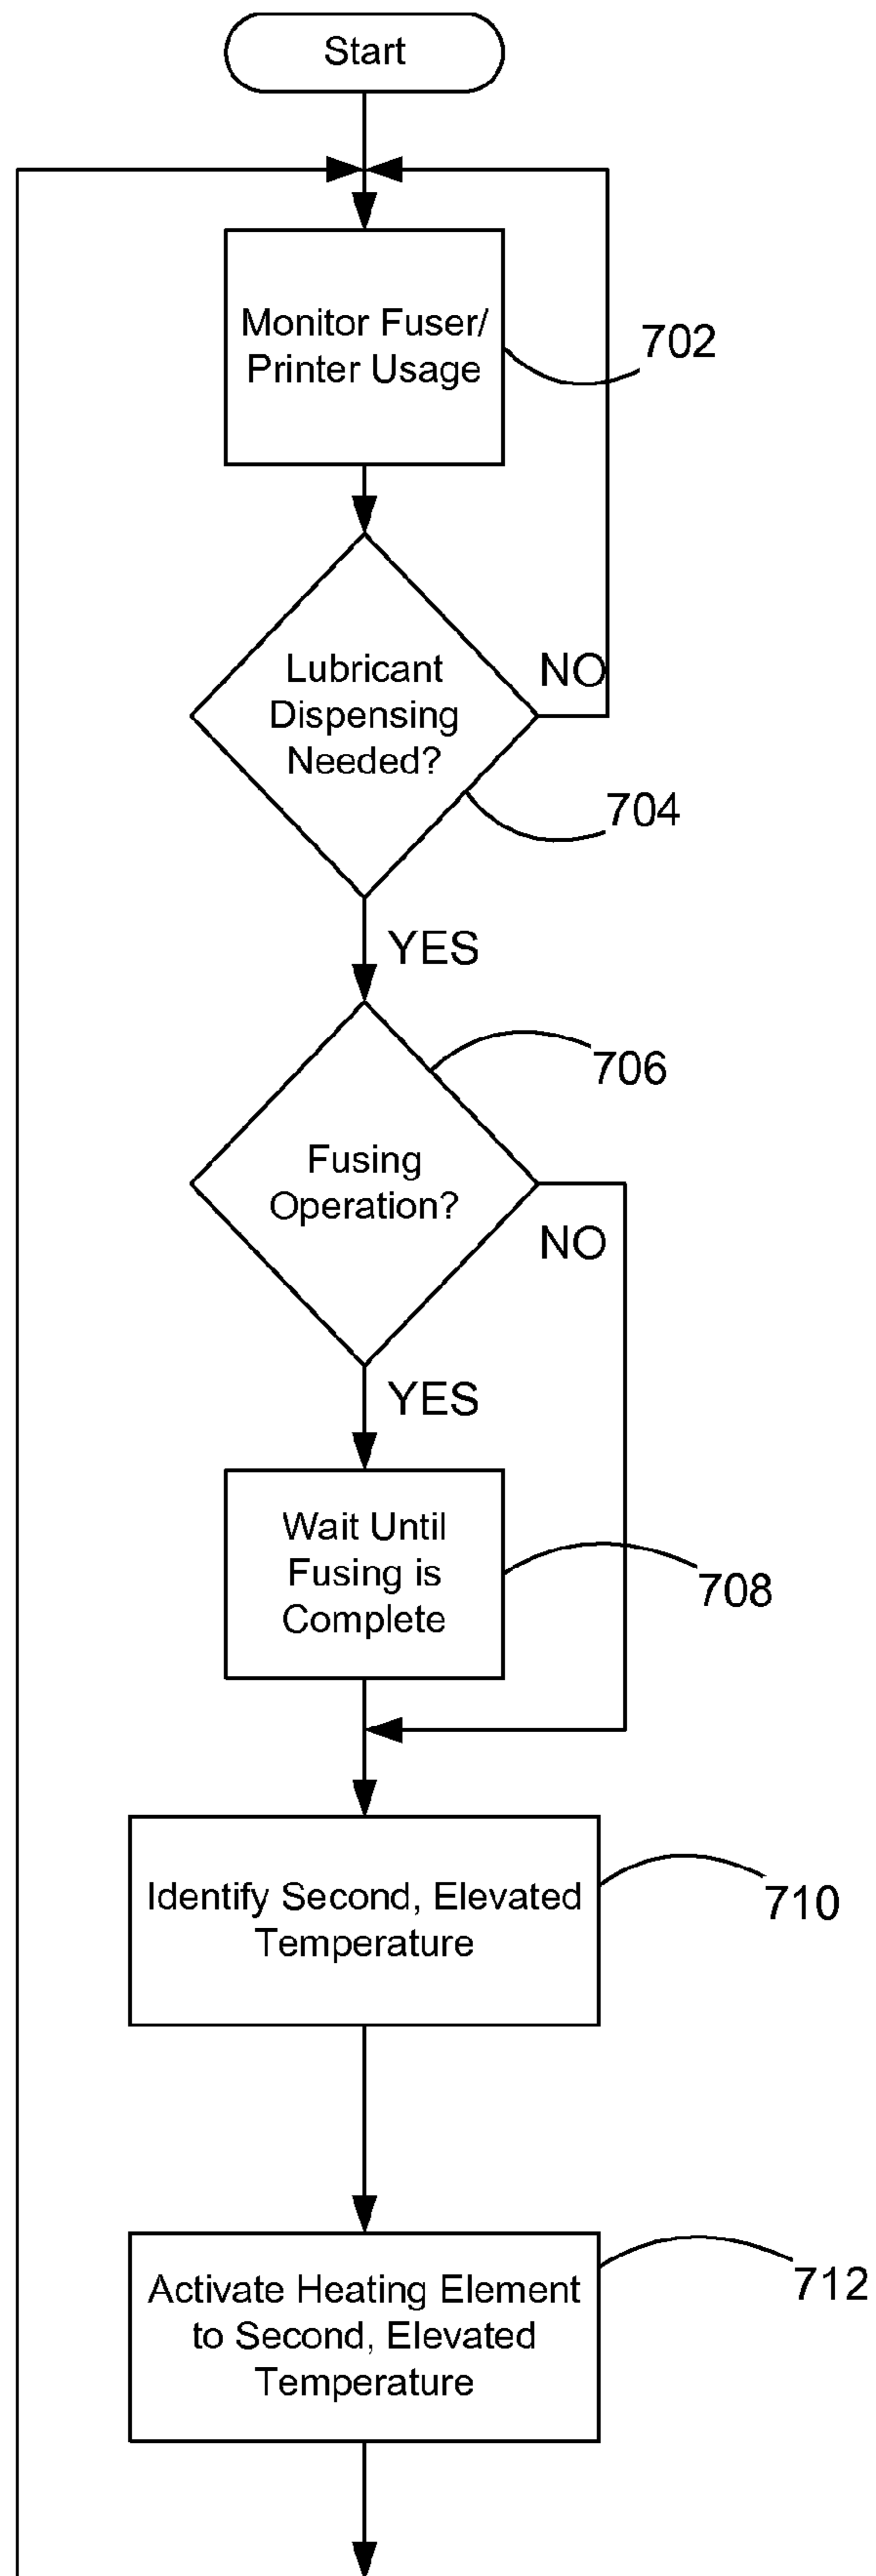 Start
Monitor Fuser/
Printer Usage
702
Lubricant
Dispensing
Needed?
NO
704
YES
706
Fusing
Operation?
NO
YES
Wait Until
Fusing is
Complete
708
Identify Second, Elevated
Temperature
710
Activate Heating Element
to Second, Elevated
Temperature
712